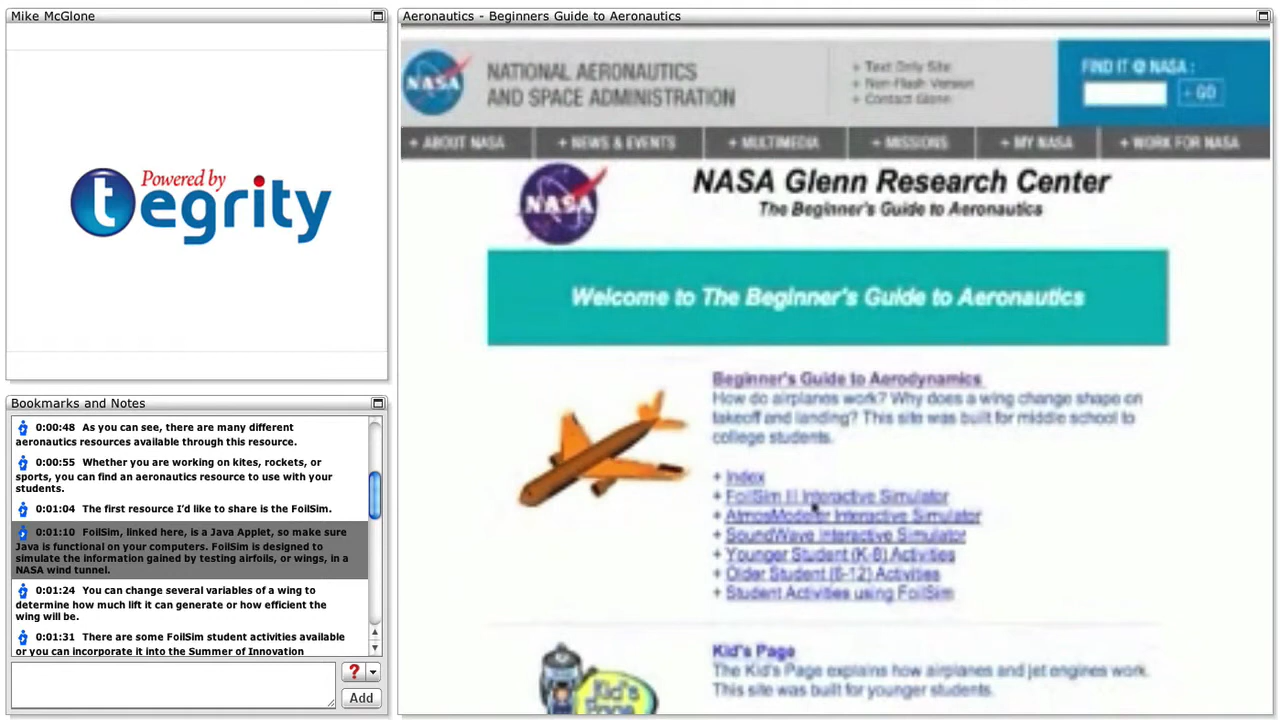 Mike McGlone
Powered by
tegrity
Bookmarks and Notes
0:00:48 As you can see, there are many different
aeronautics resources available through this resource.
0:00:55 Whether you are working on kites, rockets, or
sports, you can find an aeronautics resource to use with your
students.
0:01:04 The first resource I'd like to share is the FoilSim.
0:01:10 FoilSim, linked here, is a Java Applet, so make sure
Java is functional on your computers. FoilSim is designed to
simulate the information gained by testing airfoils, or wings, in a
NASA wind tunnel.
0:01:24 You can change several variables of a wing to
determine how much lift it can generate or how efficient the
wing will be.
0:01:31 There are some FoilSim student activities available
or you can incorporate it into the Summer of Innovation
?
Add
Aeronautics - Beginners Guide to Aeronautics
NASA
NATIONAL AERONAUTICS
AND SPACE ADMINISTRATION
+ Text Only Site
+ Non-Flash Version
+ Contact Glenn
FIND IT @ NASA :
+ GO
+ ABOUT NASA + NEWS & EVENTS + MULTIMEDIA + MISSIONS + MY NASA + WORK FOR NASA
NASA
NASA Glenn Research Center
The Beginner's Guide to Aeronautics
Welcome to The Beginner's Guide to Aeronautics
Beginner's Guide to Aerodynamics
How do airplanes work? Why does a wing change shape on
takeoff and landing? This site was built for middle school to
college students.
+ Index
+ FoilSim II Interactive Simulator
+ AtmosModeler Interactive Simulator
+ SoundWave Interactive Simulator
+ Younger Student (K-8) Activities
+ Older Student (6-12) Activities
+ Student Activities using FoilSim
Kid's Page
The Kid's Page explains how airplanes and jet engines work.
This site was built for younger students.
Kid's
Page